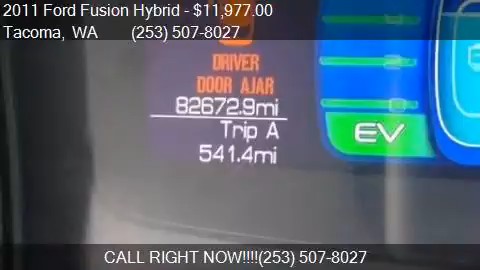 2011 Ford Fusion Hybrid - $11,977.00
Tacoma, WA (253) 507-8027
DRIVER
DOOR AJAR
82672.9mi
Trip A
541.4mi
EV
CALL RIGHT NOW!!!!(253) 507-8027